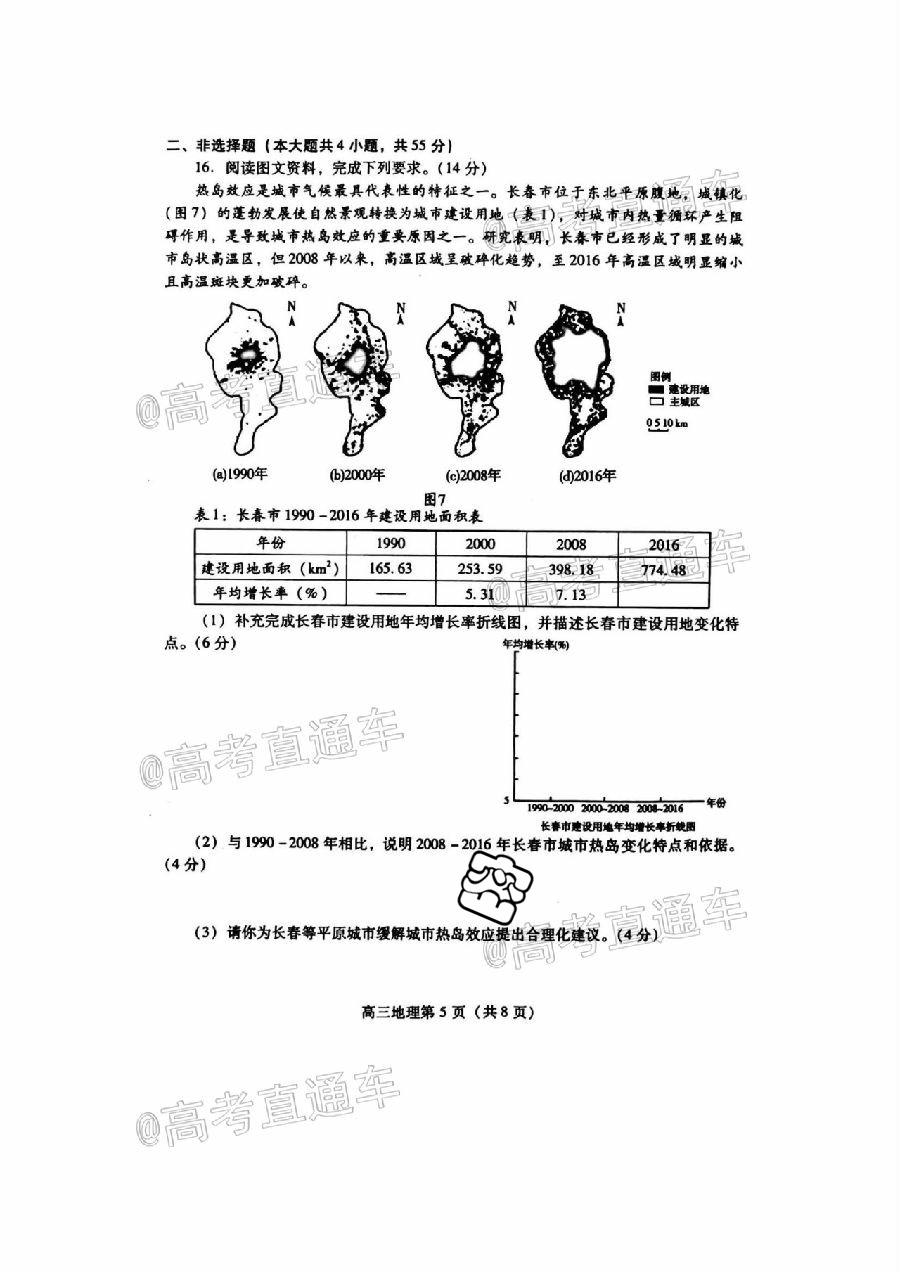 二、非选择题（本大题共4小题，共55分）
16．阅读图文资料，完成下列要求。（14分）
热岛效应是城市气候最具代表性的特征之一。长春市位于东北平原腹地，城镇化
（图7）的蓬勃发展使自然景观转换为城市建设用地（表1），对城市内热量循环产生阻
碍作用，是导致城市热岛效应的重要原因之一。研究表明，长春市已经形成了明显的城
市岛状高温区，但2008年以来，高温区域呈破碎化趋势，至2016年高温区域明显缩小
且高温斑块更加破碎。
N N N N
图例
建设用地
主城区
0 5 10 km
(a)1990年 (b)2000年 (c)2008年 (d)2016年
图7
表1：长春市1990－2016年建设用地面积表
年份 1990 2000 2008 2016
建设用地面积（km²） 165.63 253.59 398.18 774.48
年均增长率（%） —— 5.31 7.13
（1）补充完成长春市建设用地年均增长率折线图，并描述长春市建设用地变化特
点。（6分）
年均增长率(%)
5
1990-2000 2000-2008 2008-2016 年份
长春市建设用地年均增长率折线图
（2）与1990－2008年相比，说明2008－2016年长春市城市热岛变化特点和依据。
（4分）
（3）请你为长春等平原城市缓解城市热岛效应提出合理化建议。（4分）
高三地理第5页（共8页）
@高考直通车
@高考直通车
@高考直通车
@高考直通车
@高考直通车
@高考直通车